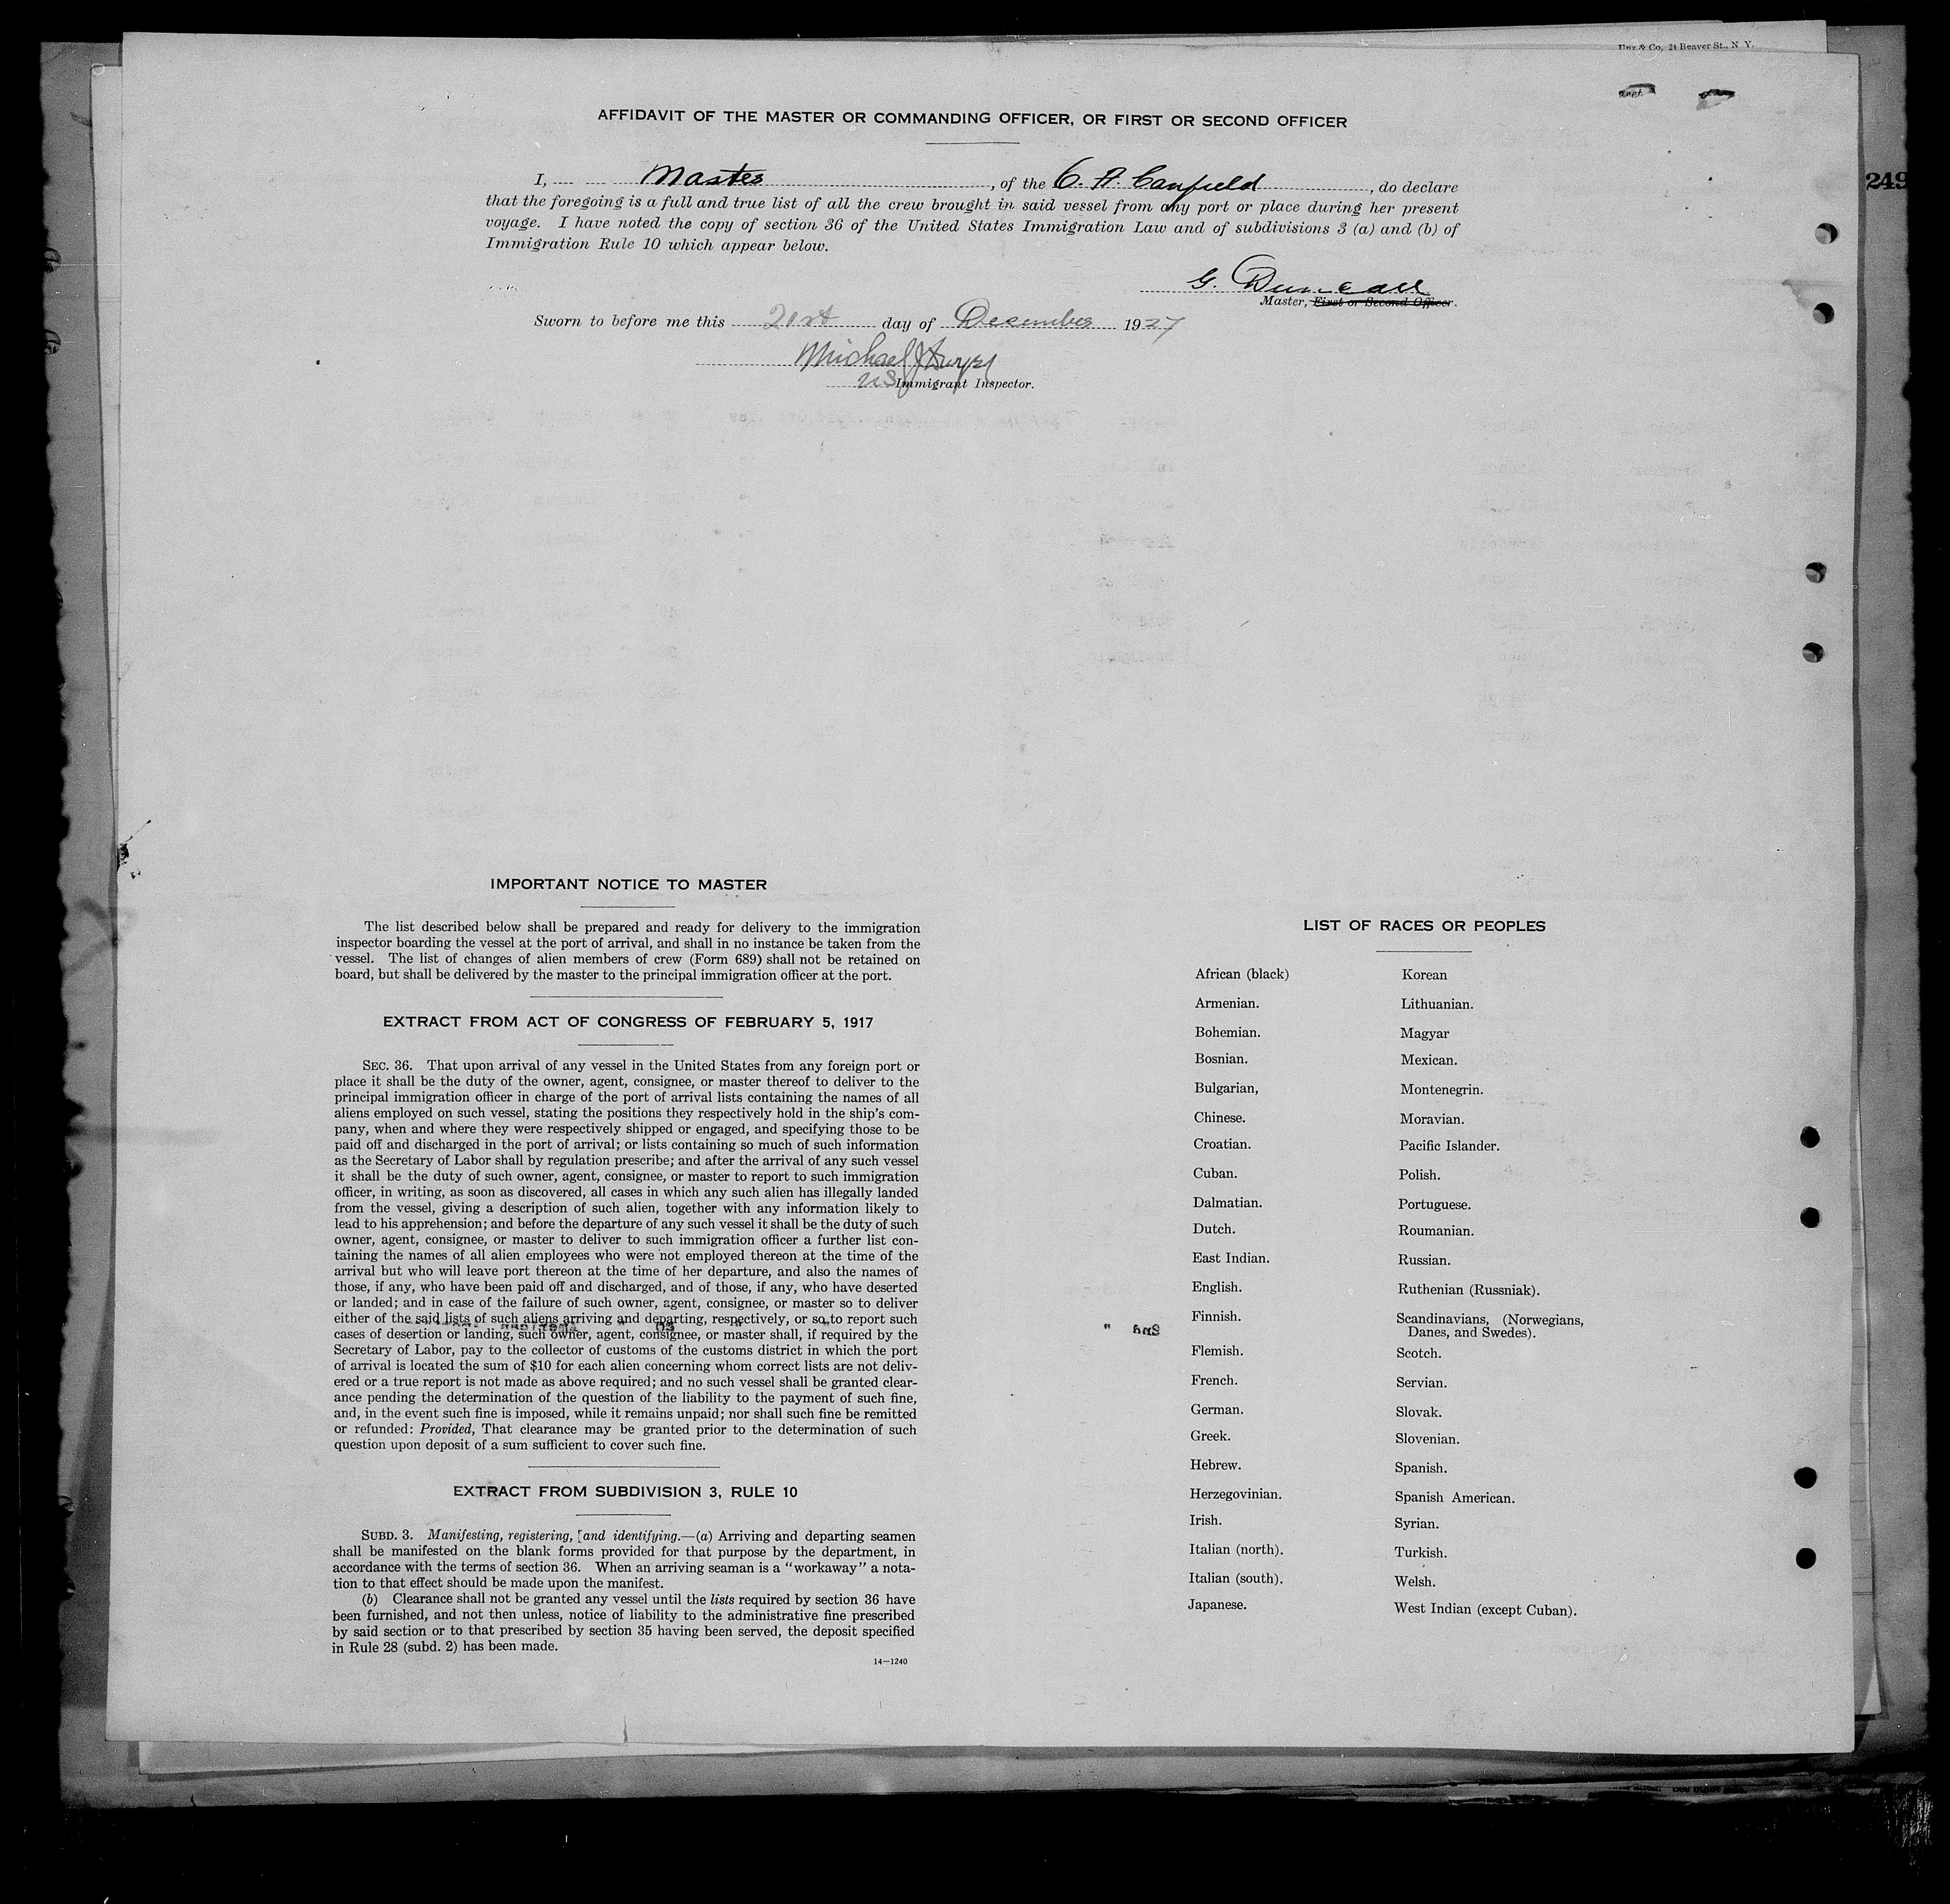 & Co, 24 Beaver St., N. Y.
249
AFFIDAVIT OF THE MASTER OR COMMANDING OFFICER, OR FIRST OR SECOND OFFICER
I, Master, of the C. A. Canfield, do declare
that the foregoing is a full and true list of all the crew brought in said vessel from any port or place during her present
voyage. I have noted the copy of section 36 of the United States Immigration Law and of subdivisions 3 (a) and (b) of
Immigration Rule 10 which appear below.
G.
Master, First or Second Officer.
Sworn to before me this 21st day of December 1927
Michael J
US Immigrant Inspector.
IMPORTANT NOTICE TO MASTER
The list described below shall be prepared and ready for delivery to the immigration
inspector boarding the vessel at the port of arrival, and shall in no instance be taken from the
vessel. The list of changes of alien members of crew (Form 689) shall not be retained on
board, but shall be delivered by the master to the principal immigration officer at the port.
EXTRACT FROM ACT OF CONGRESS OF FEBRUARY 5, 1917
SEC. 36. That upon arrival of any vessel in the United States from any foreign port or
place it shall be the duty of the owner, agent, consignee, or master thereof to deliver to the
principal immigration officer in charge of the port of arrival lists containing the names of all
aliens employed on such vessel, stating the positions they respectively hold in the ship's com-
pany, when and where they were respectively shipped or engaged, and specifying those to be
paid off and discharged in the port of arrival; or lists containing so much of such information
as the Secretary of Labor shall by regulation prescribe; and after the arrival of any such vessel
it shall be the duty of such owner, agent, consignee, or master to report to such immigration
officer, in writing, as soon as discovered, all cases in which any such alien has illegally landed
from the vessel, giving a description of such alien, together with any information likely to
lead to his apprehension; and before the departure of any such vessel it shall be the duty of such
owner, agent, consignee, or master to deliver to such immigration officer a further list con-
taining the names of all alien employees who were not employed thereon at the time of the
arrival but who will leave port thereon at the time of her departure, and also the names of
those, if any, who have been paid off and discharged, and of those, if any, who have deserted
or landed; and in case of the failure of such owner, agent, consignee, or master so to deliver
either of the said lists of such aliens arriving and departing, respectively, or so to report such
cases of desertion or landing, such owner, agent, consignee, or master shall, if required by the
Secretary of Labor, pay to the collector of customs of the customs district in which the port
of arrival is located the sum of $10 for each alien concerning whom correct lists are not deliv-
ered or a true report is not made as above required; and no such vessel shall be granted clear-
ance pending the determination of the question of the liability to the payment of such fine,
and, in the event such fine is imposed, while it remains unpaid; nor shall such fine be remitted
or refunded: Provided, That clearance may be granted prior to the determination of such
question upon deposit of a sum sufficient to cover such fine.
EXTRACT FROM SUBDIVISION 3, RULE 10
SUBD. 3. Manifesting, registering, and identifying.—(a) Arriving and departing seamen
shall be manifested on the blank forms provided for that purpose by the department, in
accordance with the terms of section 36. When an arriving seaman is a "workaway" a nota-
tion to that effect should be made upon the manifest.
(b) Clearance shall not be granted any vessel until the lists required by section 36 have
been furnished, and not then unless, notice of liability to the administrative fine prescribed
by said section or to that prescribed by section 35 having been served, the deposit specified
in Rule 28 (subd. 2) has been made.
14—1240
LIST OF RACES OR PEOPLES
African (black)
Armenian.
Bohemian.
Bosnian.
Bulgarian,
Chinese.
Croatian.
Cuban.
Dalmatian.
Dutch.
East Indian.
English.
Finnish.
Flemish.
French.
German.
Greek.
Hebrew.
Herzegovinian.
Irish.
Italian (north).
Italian (south).
Japanese.
Korean
Lithuanian.
Magyar
Mexican.
Montenegrin.
Moravian.
Pacific Islander.
Polish.
Portuguese.
Roumanian.
Russian.
Ruthenian (Russniak).
Scandinavians, (Norwegians,
Danes, and Swedes).
Scotch.
Servian.
Slovak.
Slovenian.
Spanish.
Spanish American.
Syrian.
Turkish.
Welsh.
West Indian (except Cuban).